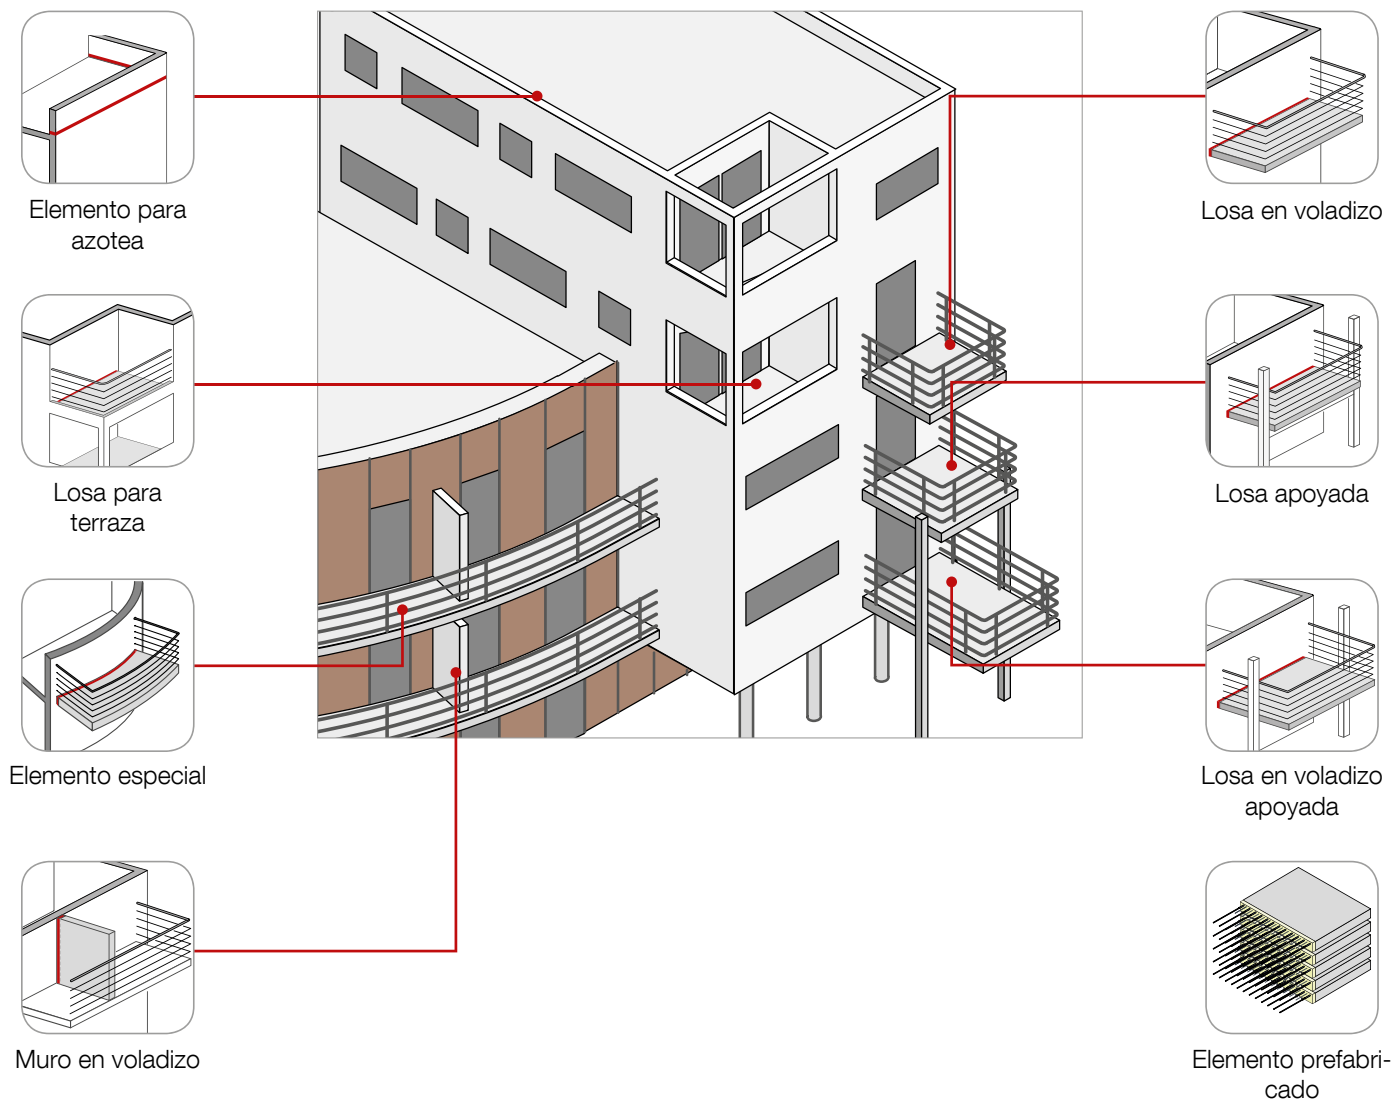 Elemento para
azotea
Losa para
terraza
Elemento especial
Muro en voladizo
Losa en voladizo
Losa apoyada
Losa en voladizo
apoyada
Elemento prefabri-
cado